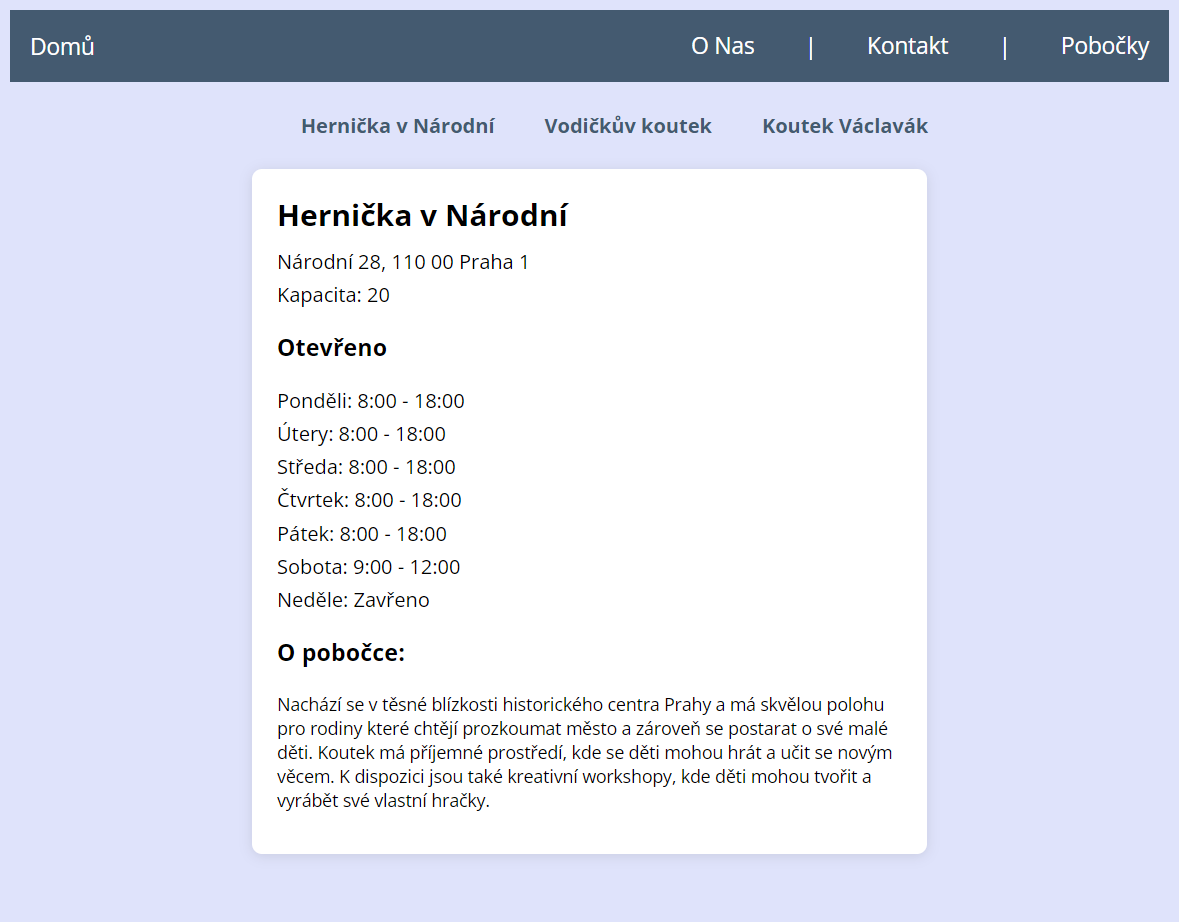 Domů O Nas | Kontakt | Pobočky
Hernička v Národní Vodičkův koutek Koutek Václavák
Hernička v Národní
Národní 28, 110 00 Praha 1
Kapacita: 20
Otevřeno
Ponděli: 8:00 - 18:00
Útery: 8:00 - 18:00
Středa: 8:00 - 18:00
Čtvrtek: 8:00 - 18:00
Pátek: 8:00 - 18:00
Sobota: 9:00 - 12:00
Neděle: Zavřeno
O pobočce:
Nachází se v těsné blízkosti historického centra Prahy a má skvělou polohu
pro rodiny které chtějí prozkoumat město a zároveň se postarat o své malé
děti. Koutek má příjemné prostředí, kde se děti mohou hrát a učit se novým
věcem. K dispozici jsou také kreativní workshopy, kde děti mohou tvořit a
vyrábět své vlastní hračky.